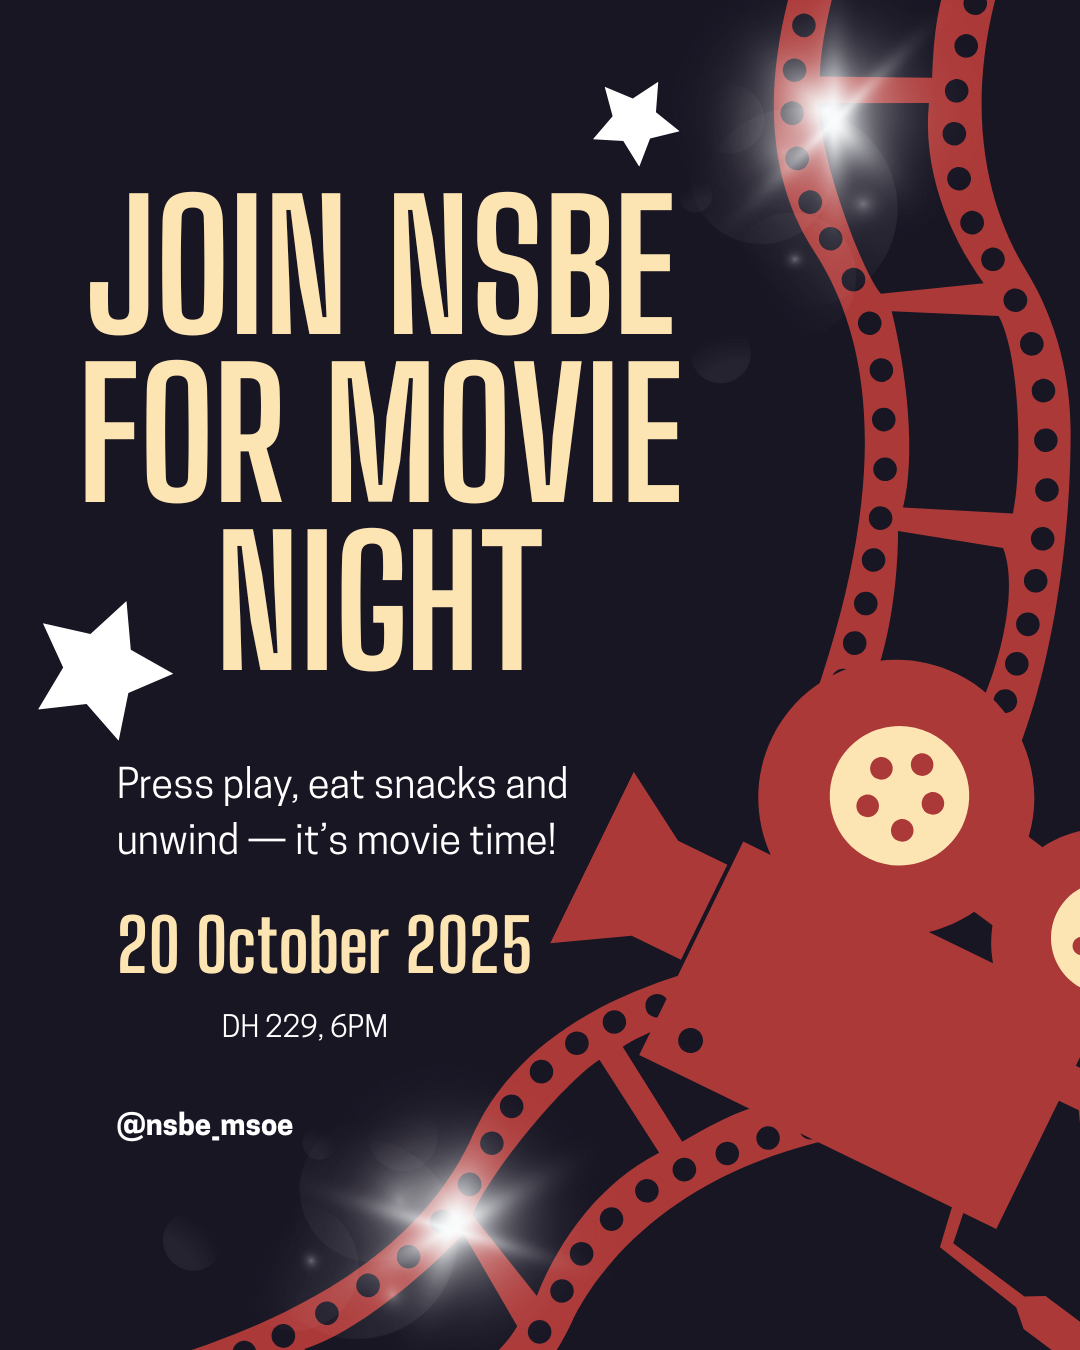 JOIN NSBE
FOR MOVIE
NIGHT
Press play, eat snacks and
unwind — it’s movie time!
20 October 2025
DH 229, 6PM
@nsbe_msoe